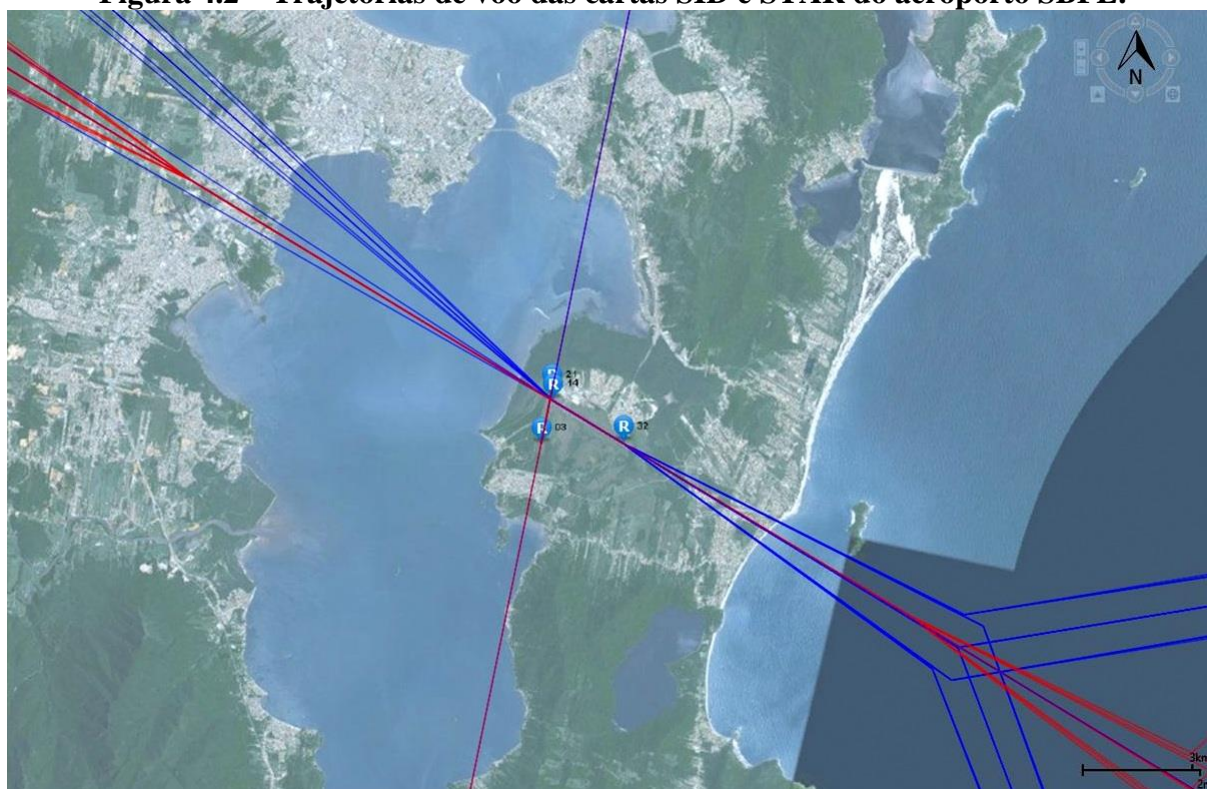 Figura 4.2 – Trajetórias de voo das cartas SID e STAR do aeroporto SBFL.
N
21
R 14
R 03
R 32
3km